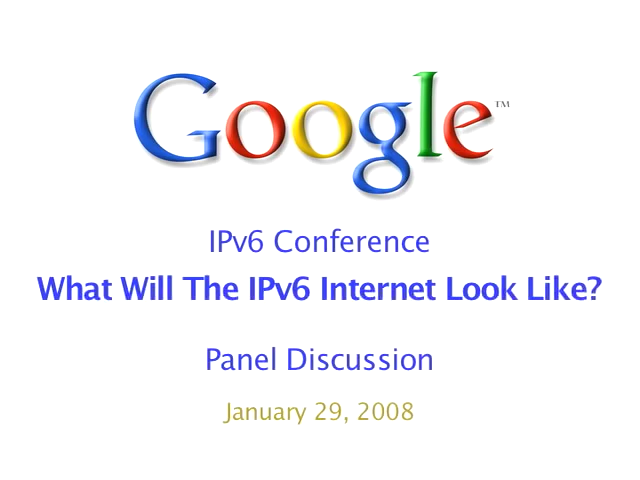 Google™
IPv6 Conference
What Will The IPv6 Internet Look Like?
Panel Discussion
January 29, 2008